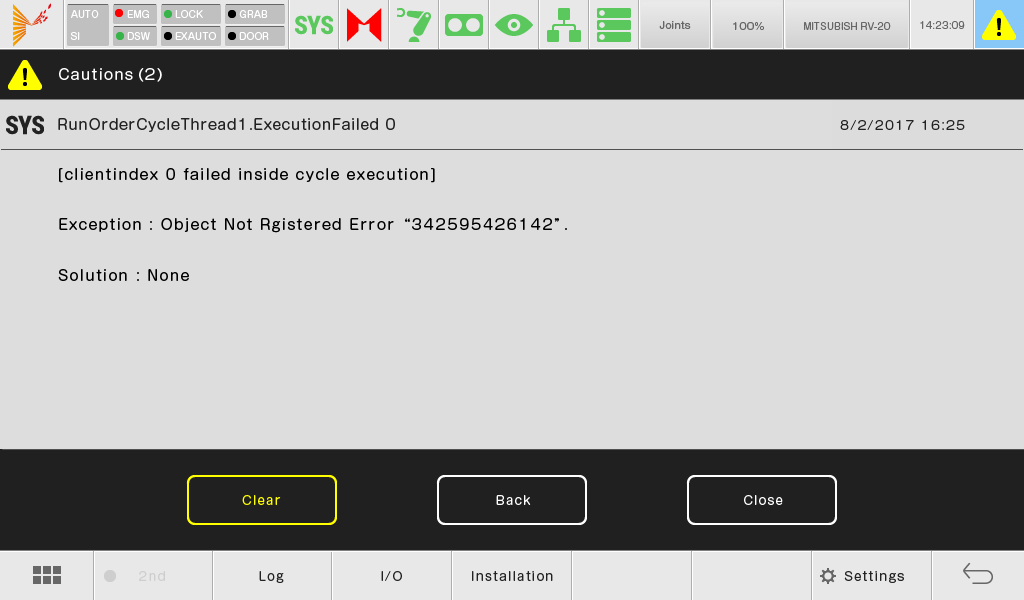 AUTO EMG LOCK GRAB
SI DSW EXAUTO DOOR
SYS Joints 100% MITSUBISH RV-20 14:23:09
Cautions (2)
SYS RunOrderCycleThread1.ExecutionFailed 0 8/2/2017 16:25
[clientindex 0 failed inside cycle execution]
Exception : Object Not Rgistered Error “342595426142”.
Solution : None
Clear Back Close
2nd Log I/O Installation Settings